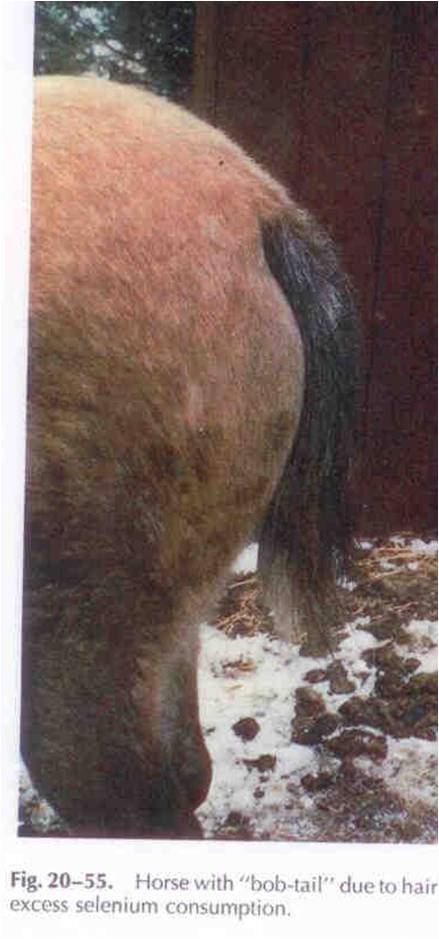 Fig. 20–55. Horse with "bob-tail" due to hair
excess selenium consumption.